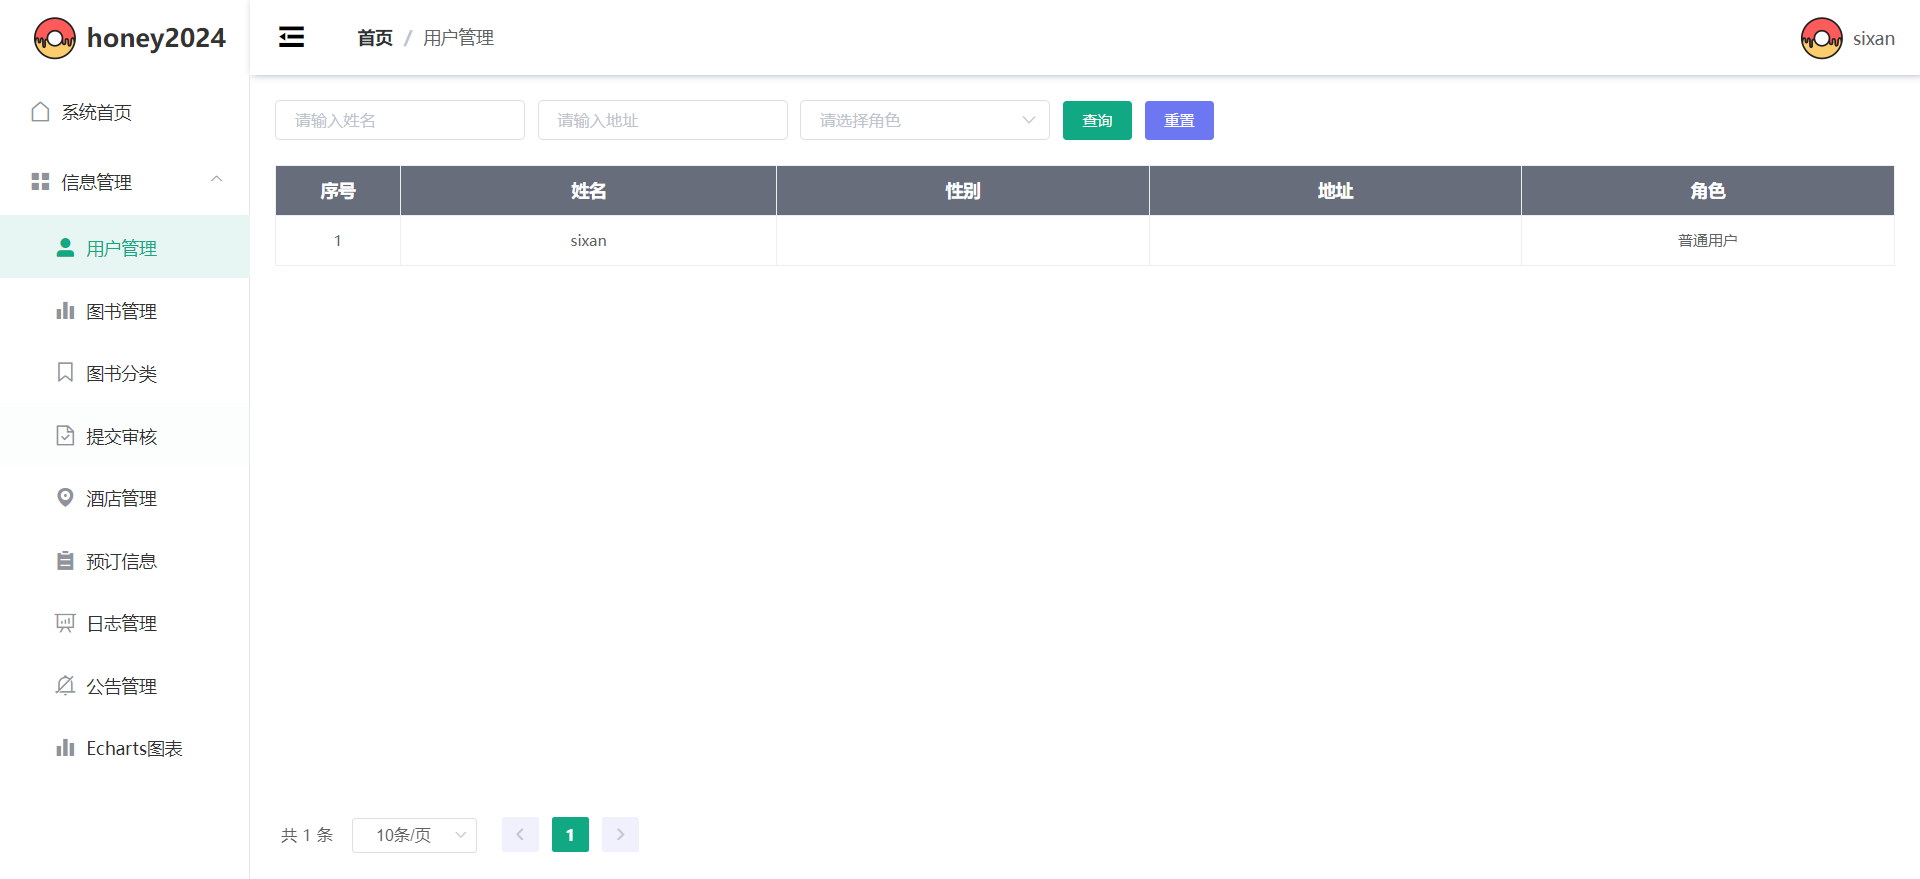 honey2024
首页 / 用户管理
sixan
系统首页
信息管理
用户管理
图书管理
图书分类
提交审核
酒店管理
预订信息
日志管理
公告管理
Echarts图表
请输入姓名 请输入地址 请选择角色 查询 重置
序号 姓名 性别 地址 角色
1 sixan 普通用户
共 1 条 10条/页 1